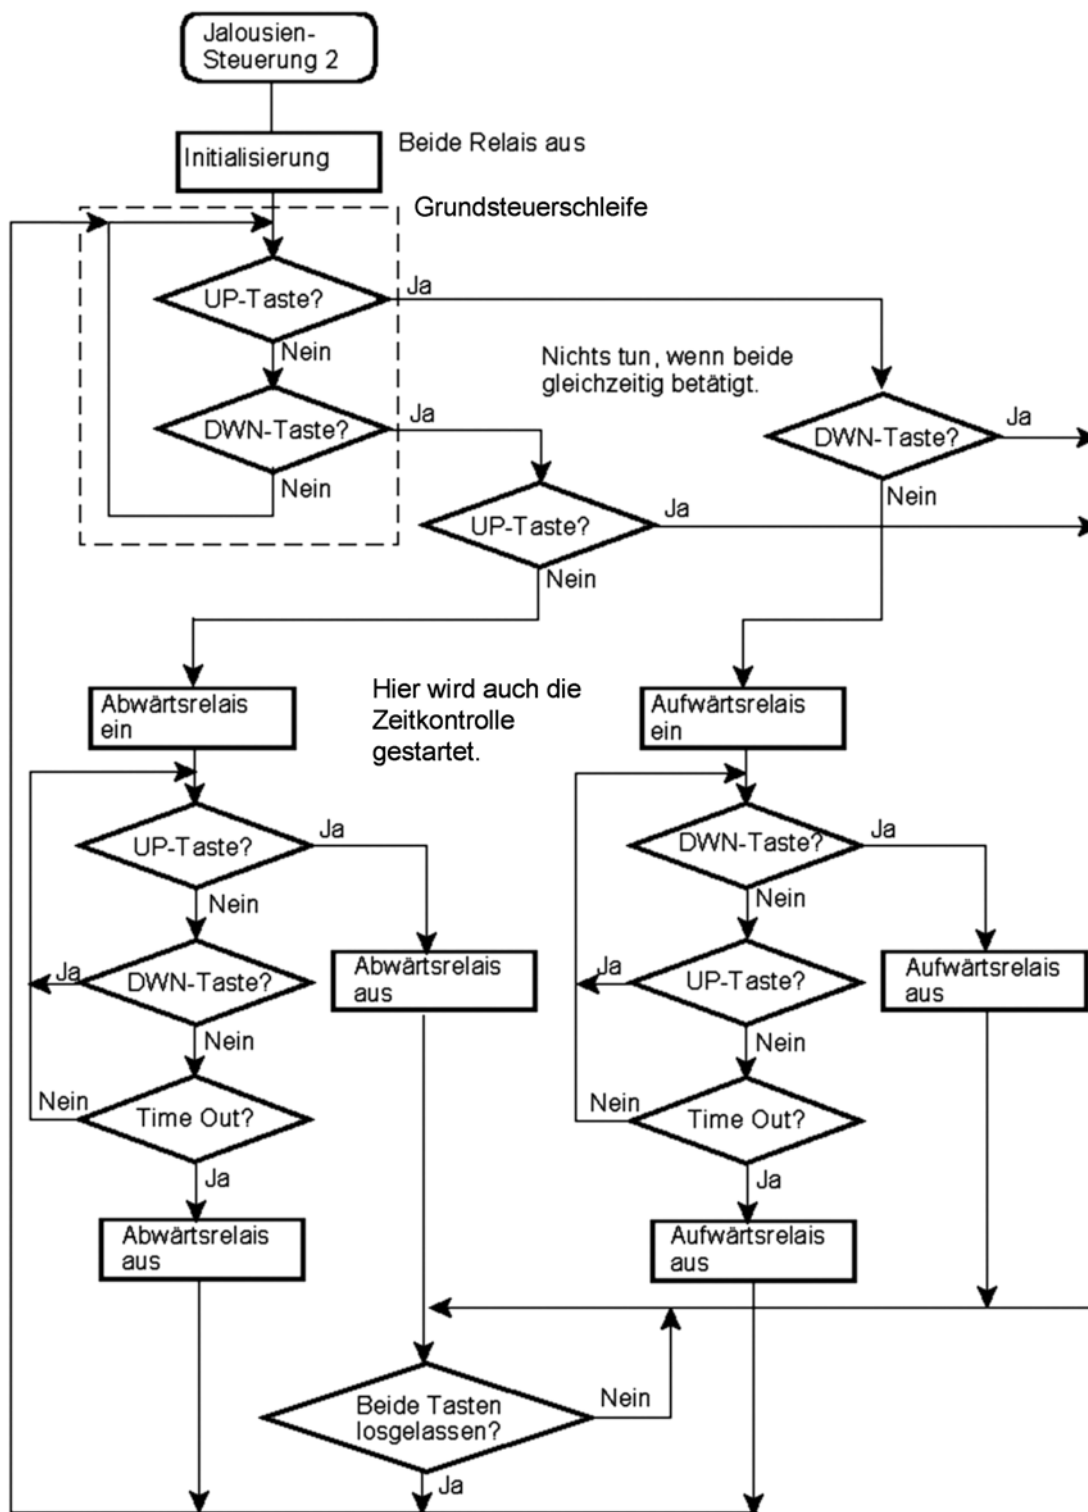 Jalousien-
Steuerung 2
Initialisierung
Beide Relais aus
Grundsteuerschleife
UP-Taste?
Ja
Nein
Nichts tun, wenn beide
gleichzeitig betätigt.
DWN-Taste?
Ja
Nein
DWN-Taste?
Ja
Nein
UP-Taste?
Ja
Nein
Abwärtsrelais
ein
Hier wird auch die
Zeitkontrolle
gestartet.
Aufwärtsrelais
ein
UP-Taste?
Ja
Nein
DWN-Taste?
Ja
Nein
Ja
DWN-Taste?
Nein
Abwärtsrelais
aus
Ja
UP-Taste?
Nein
Aufwärtsrelais
aus
Nein
Time Out?
Ja
Nein
Time Out?
Ja
Abwärtsrelais
aus
Aufwärtsrelais
aus
Beide Tasten
losgelassen?
Nein
Ja